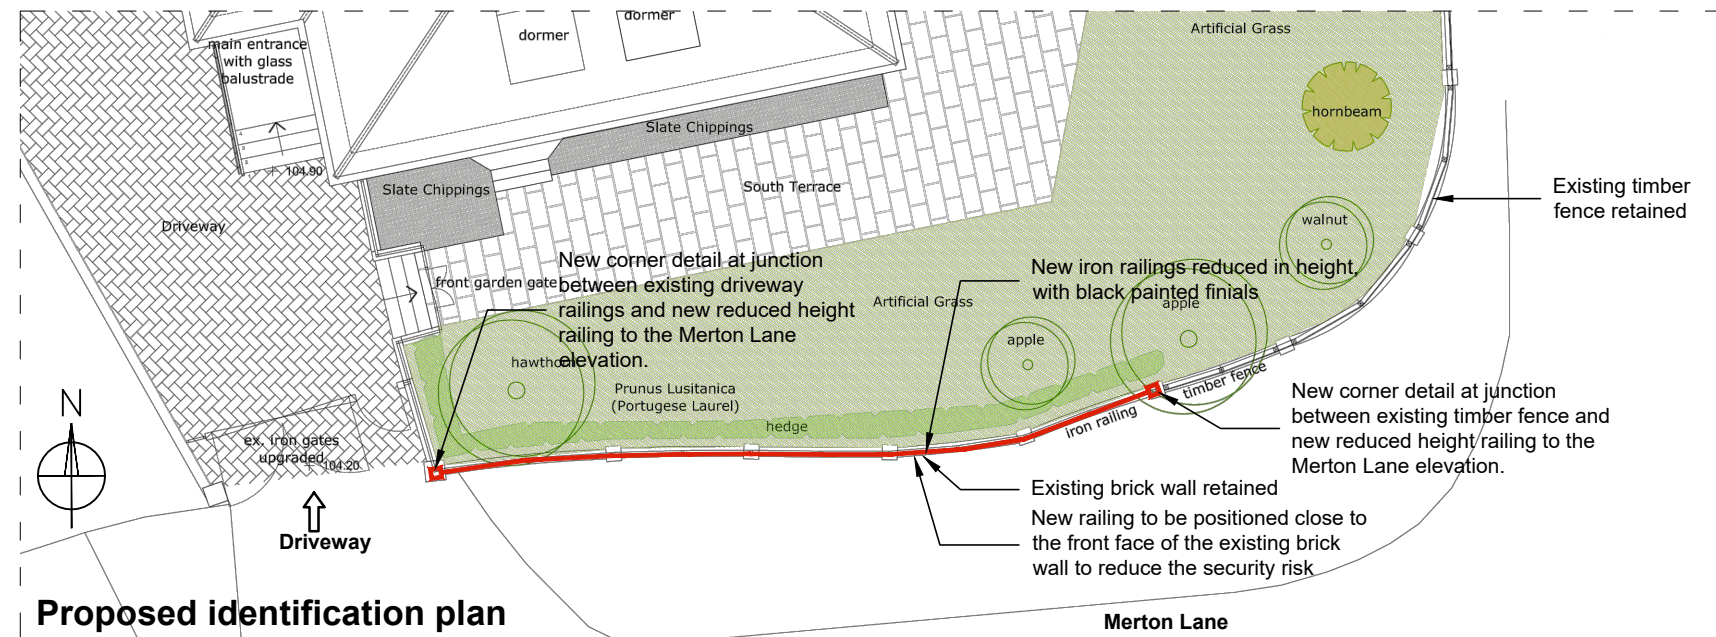 dormer
dormer
Artificial Grass
main entrance
with glass
balustrade
hornbeam
Slate Chippings
4
3
2
104.90
Slate Chippings
South Terrace
Existing timber
fence retained
walnut
Driveway
New corner detail at junction
between existing driveway
railings and new reduced height
railing to the Merton Lane
elevation.
front garden gate
New iron railings reduced in height,
with black painted finials
Artificial Grass
apple
apple
hawthorn
Prunus Lusitanica
(Portugese Laurel)
timber fence
New corner detail at junction
between existing timber fence and
new reduced height railing to the
Merton Lane elevation.
N
hedge
iron railing
ex. iron gates
upgraded
104.20
Existing brick wall retained
New railing to be positioned close to
the front face of the existing brick
wall to reduce the security risk
Driveway
Proposed identification plan
Merton Lane